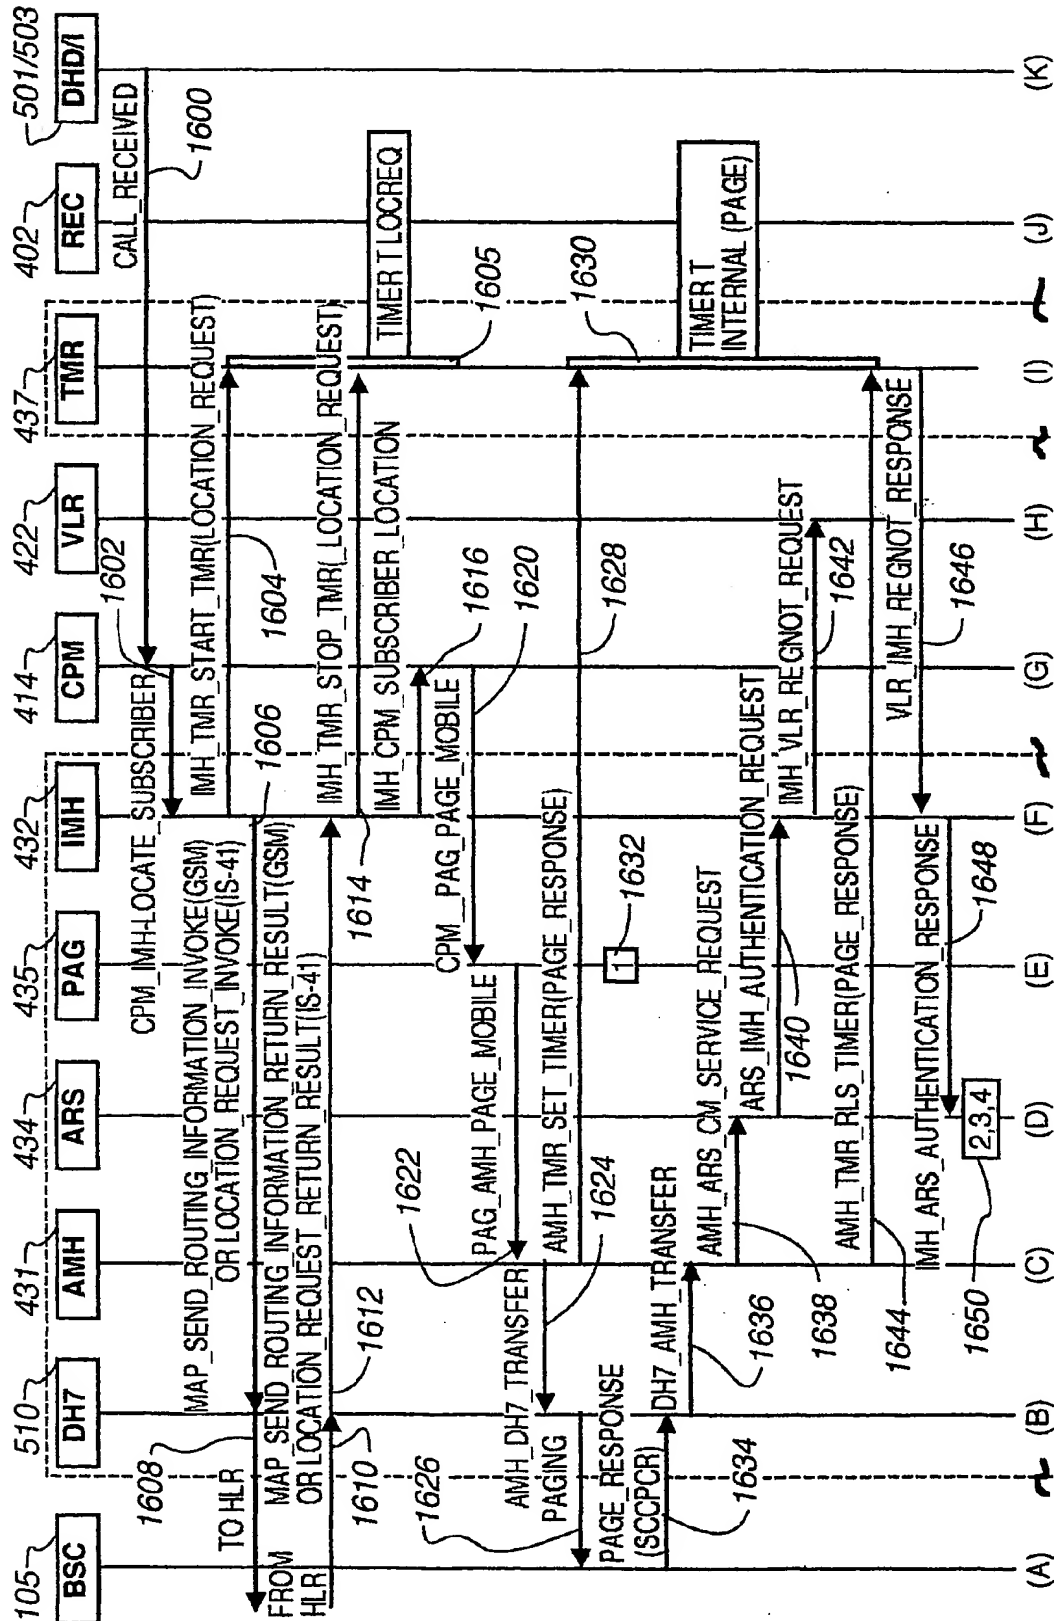 105
BSC
510
DH7
431
AMH
434
ARS
435
PAG
432
IMH
414
CPM
422
VLR
437
TMR
402
REC
501/503
DHD/I
CALL_RECEIVED
1600
1602
CPM_IMH-LOCATE_SUBSCRIBER
IMH_TMR_START_TMR(LOCATION_REQUEST)
1604
1605
TIMER T LOCREQ
MAP_SEND_ROUTING_INFORMATION_INVOKE(GSM)
OR LOCATION_REQUEST_INVOKE(IS-41)
1606
1608
TO HLR
FROM
HLR
MAP_SEND_ROUTING_INFORMATION_RETURN_RESULT(GSM)
OR LOCATION_REQUEST_RETURN_RESULT(IS-41)
1610
1612
IMH_TMR_STOP_TMR(_LOCATION_REQUEST)
1614
IMH_CPM_SUBSCRIBER_LOCATION
1616
CPM_PAG_PAGE_MOBILE
1620
PAG_AMH_PAGE_MOBILE
1622
AMH_DH7_TRANSFER
1624
PAGING
1626
AMH_TMR_SET_TIMER(PAGE_RESPONSE)
1628
1630
TIMER T
INTERNAL (PAGE)
1
1632
PAGE_RESPONSE
(SCCPCR)
1634
DH7_AMH_TRANSFER
1636
AMH_ARS_CM_SERVICE_REQUEST
1638
ARS_IMH_AUTHENTICATION_REQUEST
1640
IMH_VLR_REGNOT_REQUEST
1642
AMH_TMR_RLS_TIMER(PAGE_RESPONSE)
1644
VLR_IMH_REGNOT_RESPONSE
1646
IMH_ARS_AUTHENTICATION_RESPONSE
1648
2,3,4
1650
(A)
(B)
(C)
(D)
(E)
(F)
(G)
(H)
(I)
(J)
(K)